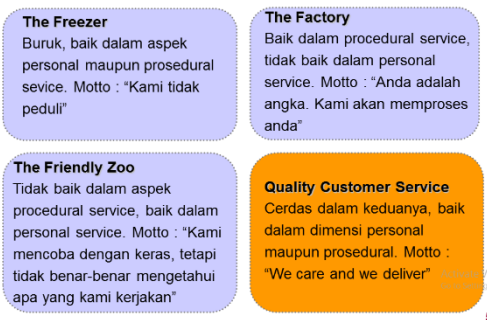 The Freezer
Buruk, baik dalam aspek
personal maupun prosedural
sevice. Motto : “Kami tidak
peduli”
The Factory
Baik dalam procedural service,
tidak baik dalam personal
service. Motto : “Anda adalah
angka. Kami akan memproses
anda”
The Friendly Zoo
Tidak baik dalam aspek
procedural service, baik dalam
personal service. Motto : “Kami
mencoba dengan keras, tetapi
tidak benar-benar mengetahui
apa yang kami kerjakan”
Quality Customer Service
Cerdas dalam keduanya, baik
dalam dimensi personal
maupun prosedural. Motto :
“We care and we deliver”